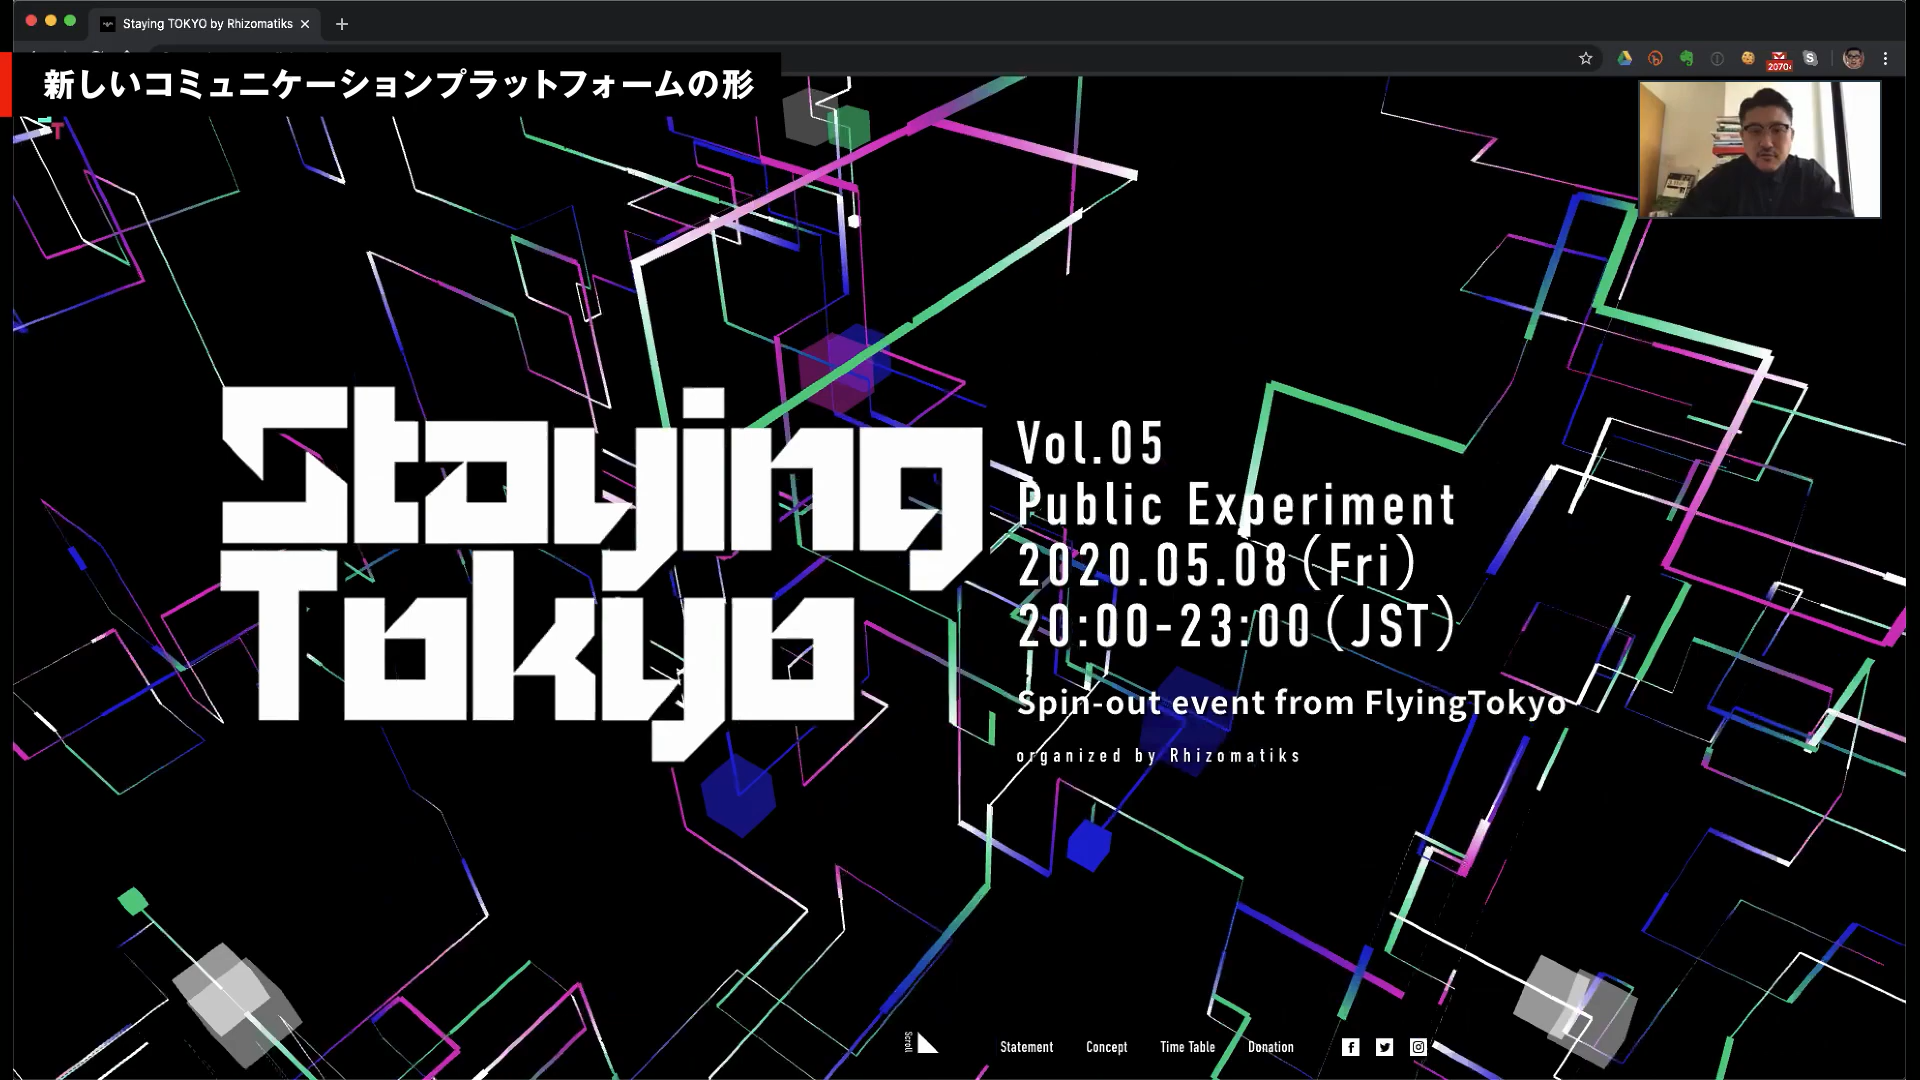 Staying TOKYO by Rhizomatiks
2070+
新しいコミュニケーションプラットフォームの形
T
Staying
Tokyo
Vol.05
Public Experiment
2020.05.08(Fri)
20:00-23:00(JST)
Spin-out event from FlyingTokyo
organized by Rhizomatiks
Scroll
Statement Concept Time Table Donation